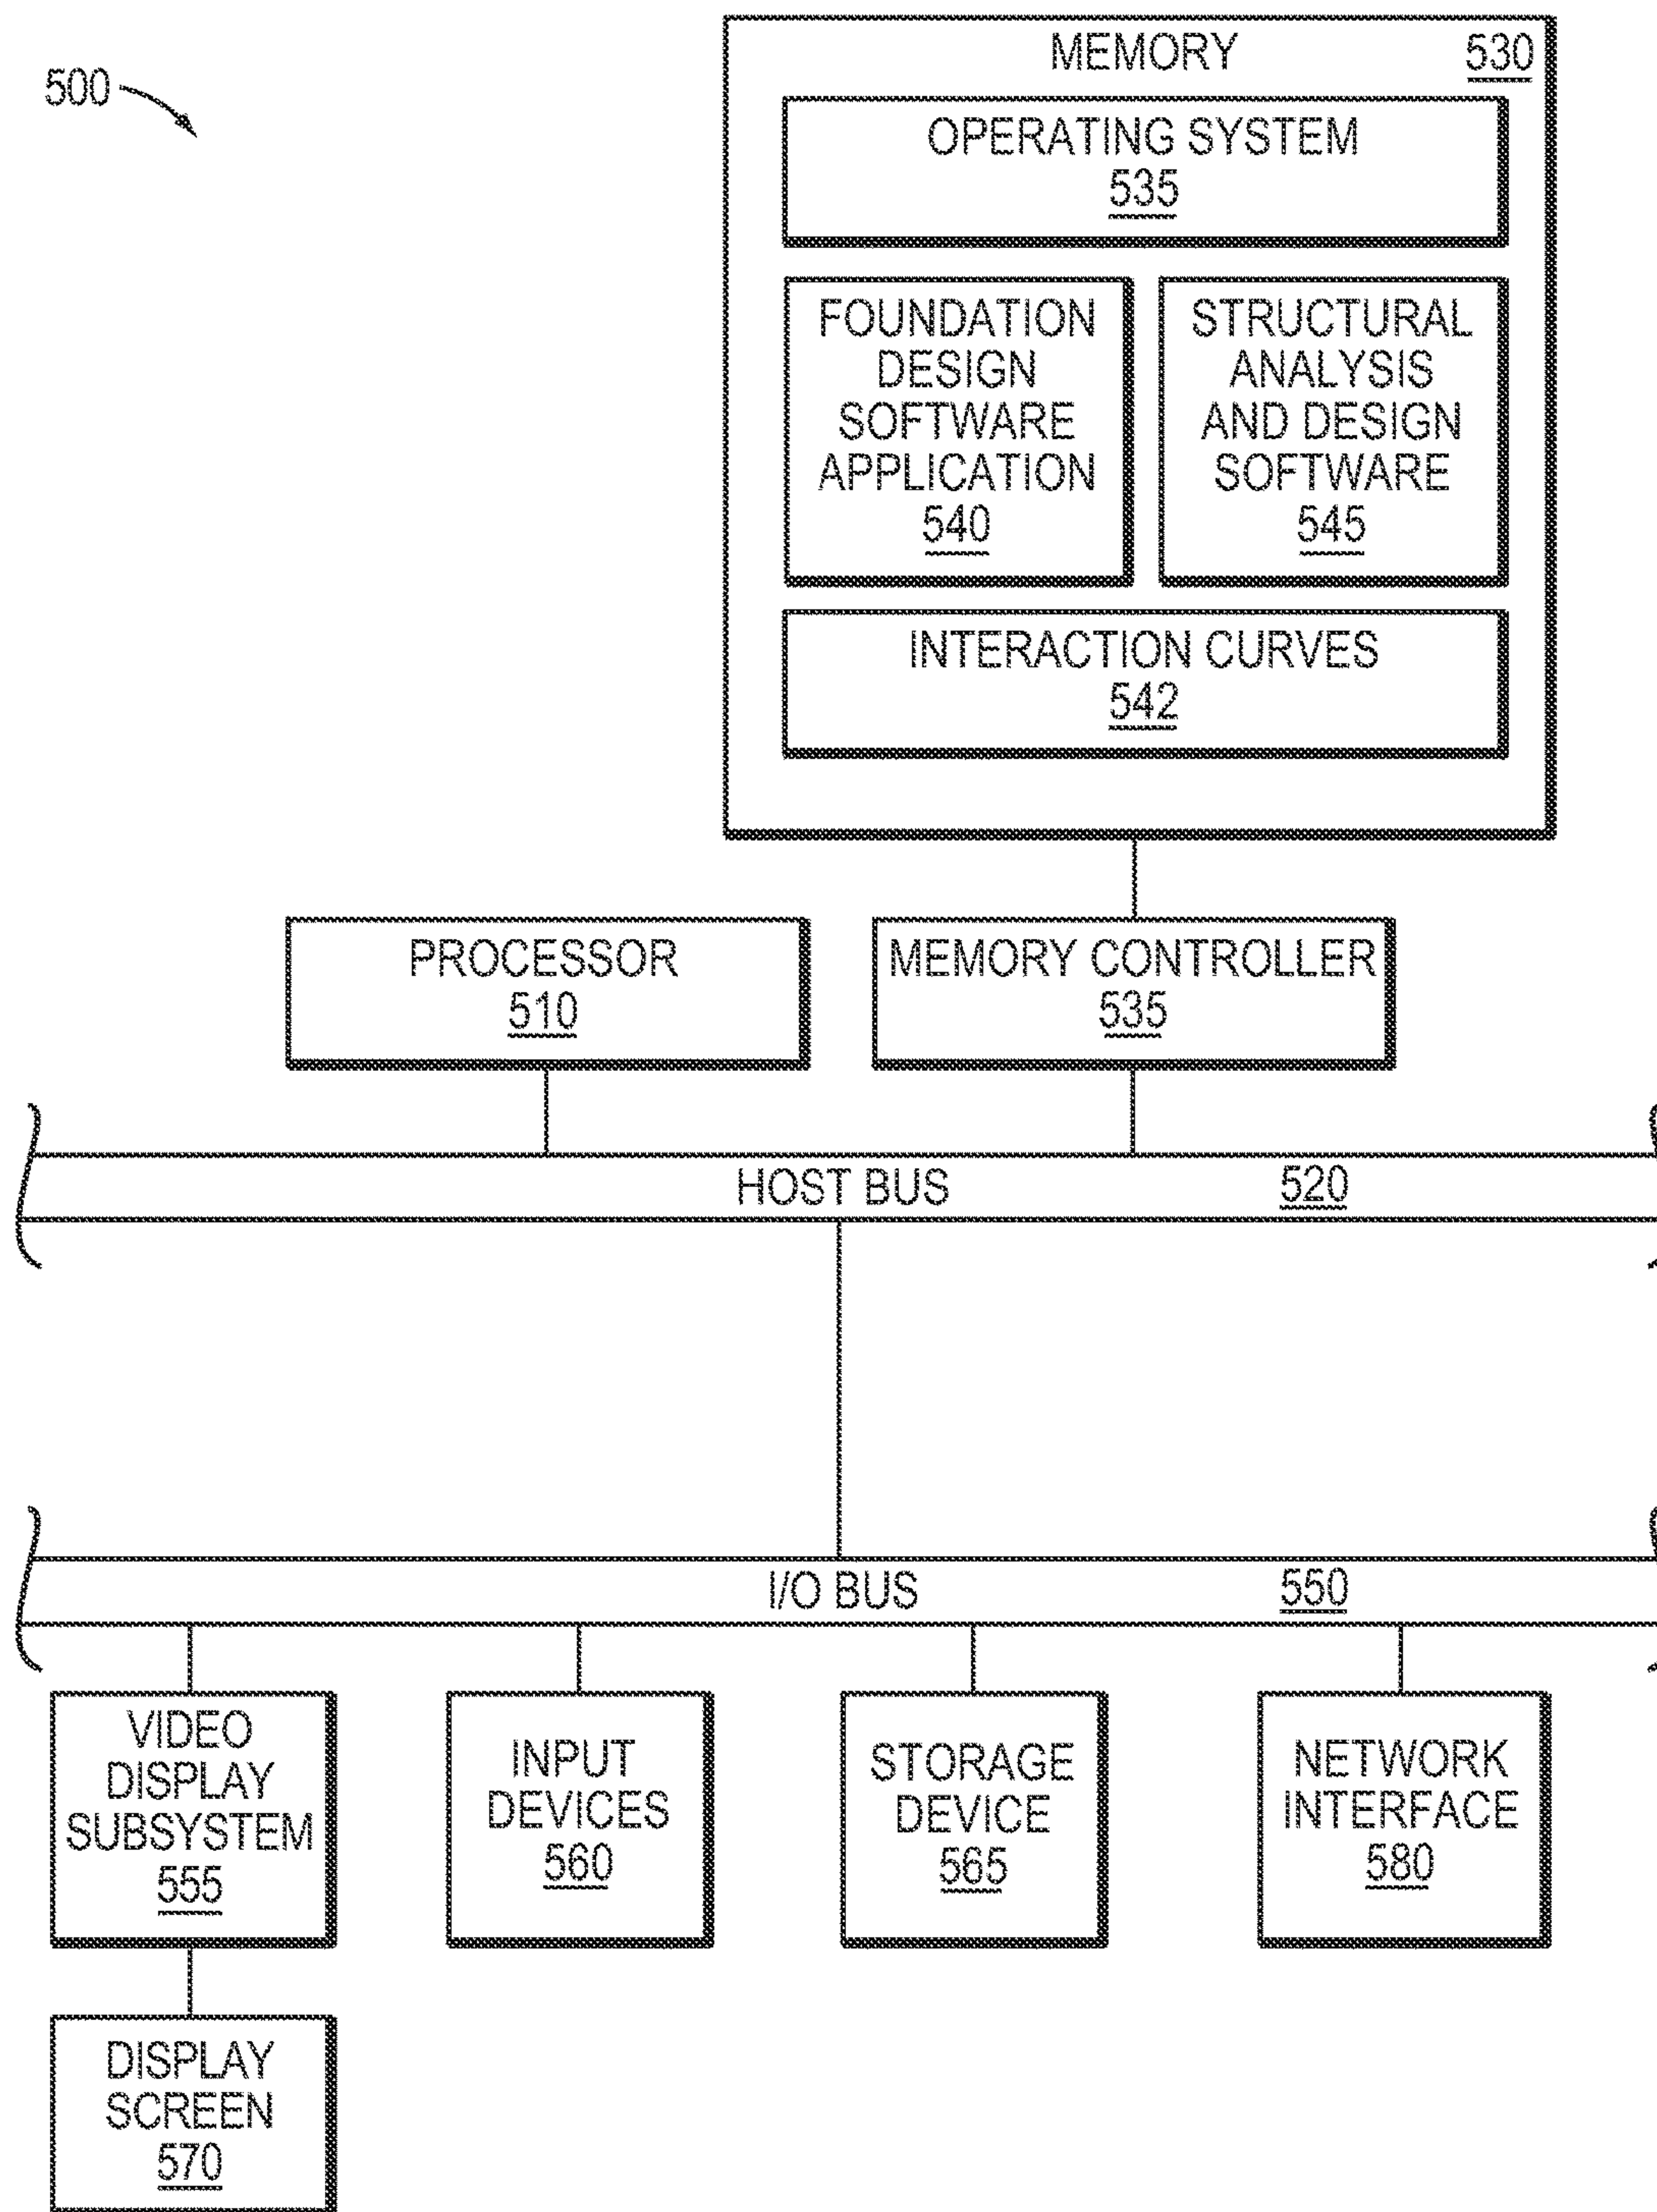 500
MEMORY 530
OPERATING SYSTEM
535
FOUNDATION
DESIGN
SOFTWARE
APPLICATION
540
STRUCTURAL
ANALYSIS
AND DESIGN
SOFTWARE
545
INTERACTION CURVES
542
PROCESSOR
510
MEMORY CONTROLLER
535
HOST BUS 520
I/O BUS 550
VIDEO
DISPLAY
SUBSYSTEM
555
INPUT
DEVICES
560
STORAGE
DEVICE
565
NETWORK
INTERFACE
580
DISPLAY
SCREEN
570